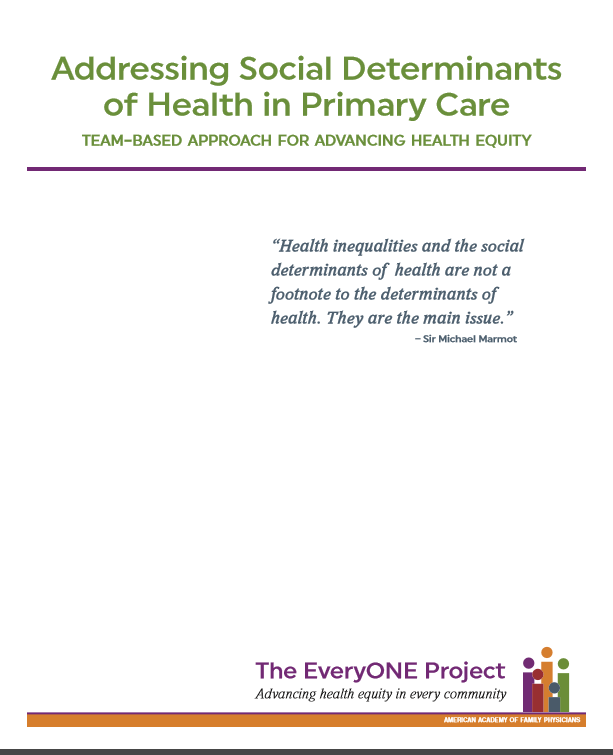 Addressing Social Determinants
of Health in Primary Care
TEAM-BASED APPROACH FOR ADVANCING HEALTH EQUITY
“Health inequalities and the social
determinants of health are not a
footnote to the determinants of
health. They are the main issue.”
– Sir Michael Marmot
The EveryONE Project
Advancing health equity in every community
AMERICAN ACADEMY OF FAMILY PHYSICIANS